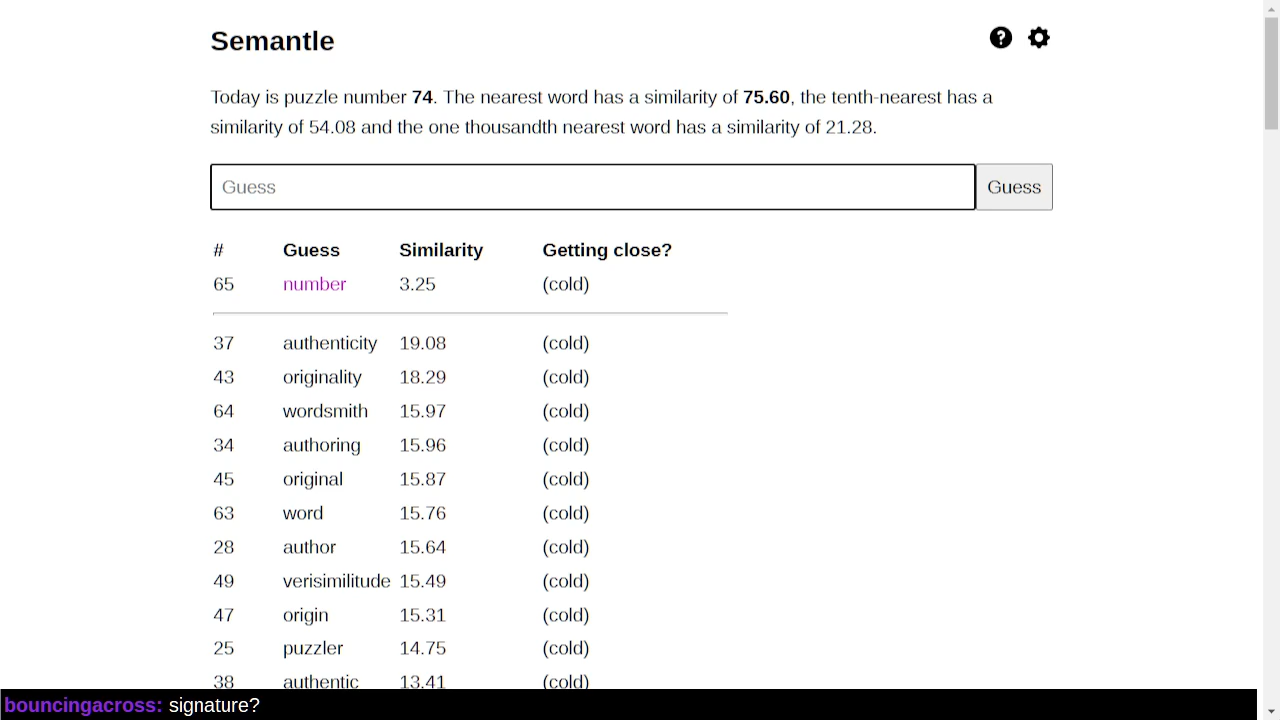 Semantle
Today is puzzle number 74. The nearest word has a similarity of 75.60, the tenth-nearest has a
similarity of 54.08 and the one thousandth nearest word has a similarity of 21.28.
Guess Guess
# Guess Similarity Getting close?
65 number 3.25 (cold)
37 authenticity 19.08 (cold)
43 originality 18.29 (cold)
64 wordsmith 15.97 (cold)
34 authoring 15.96 (cold)
45 original 15.87 (cold)
63 word 15.76 (cold)
28 author 15.64 (cold)
49 verisimilitude 15.49 (cold)
47 origin 15.31 (cold)
25 puzzler 14.75 (cold)
38 authentic 13.41 (cold)
bouncingacross: signature?